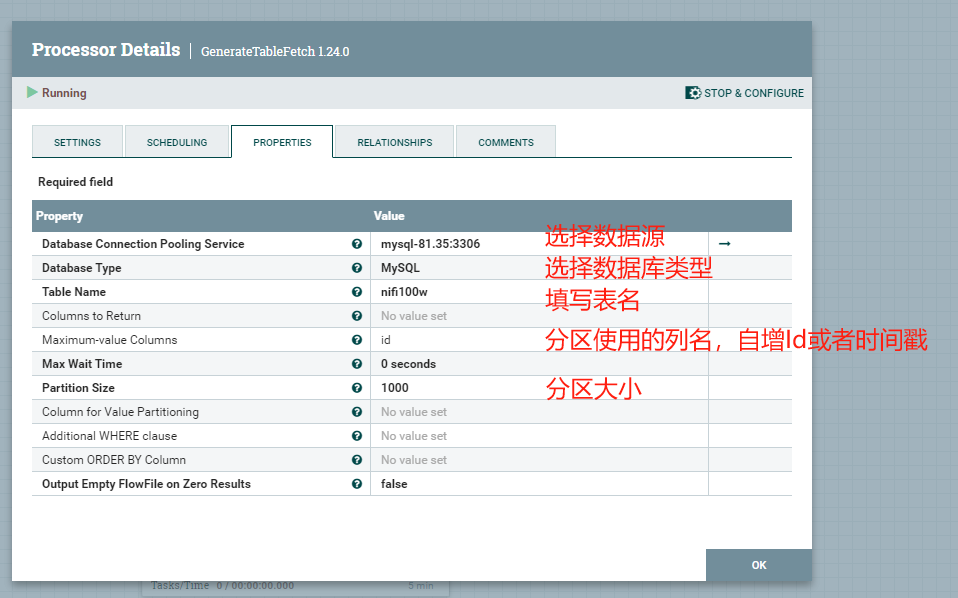 Processor Details | GenerateTableFetch 1.24.0
Running STOP & CONFIGURE
SETTINGS SCHEDULING PROPERTIES RELATIONSHIPS COMMENTS
Required field
Property Value
Database Connection Pooling Service mysql-81.35:3306 选择数据源
Database Type MySQL 选择数据库类型
Table Name nifi100w 填写表名
Columns to Return No value set
Maximum-value Columns id 分区使用的列名，自增Id或者时间戳
Max Wait Time 0 seconds
Partition Size 1000 分区大小
Column for Value Partitioning No value set
Additional WHERE clause No value set
Custom ORDER BY Column No value set
Output Empty FlowFile on Zero Results false
OK
Tasks/Time 0 / 00:00:00.000 5 min